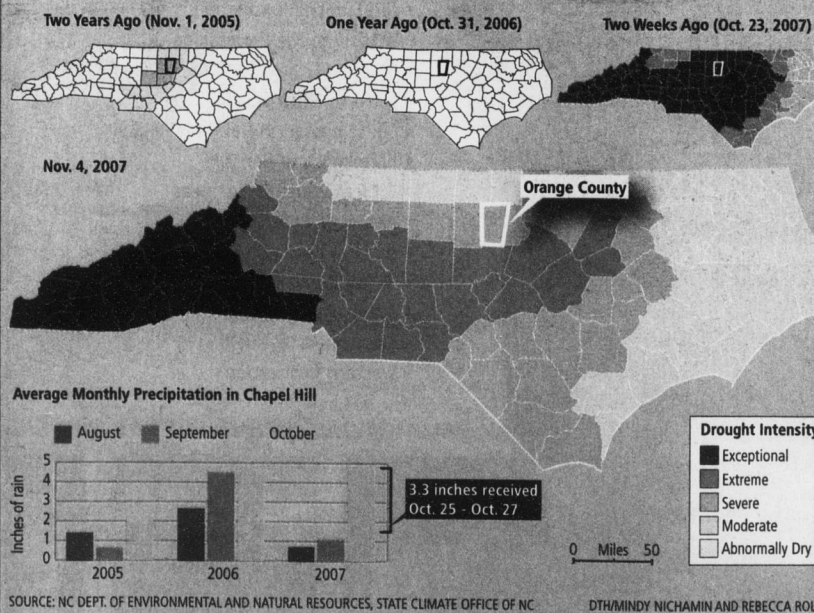 Two Years Ago (Nov. 1, 2005)
One Year Ago (Oct. 31, 2006)
Two Weeks Ago (Oct. 23, 2007)
Nov. 4, 2007
Orange County
Average Monthly Precipitation in Chapel Hill
August September October
Inches of rain
5
4
3
2
1
0
2005 2006 2007
3.3 inches received
Oct. 25 - Oct. 27
0 Miles 50
Drought Intensity
Exceptional
Extreme
Severe
Moderate
Abnormally Dry
SOURCE: NC DEPT. OF ENVIRONMENTAL AND NATURAL RESOURCES, STATE CLIMATE OFFICE OF NC
DTH/MINDY NICHAMIN AND REBECCA